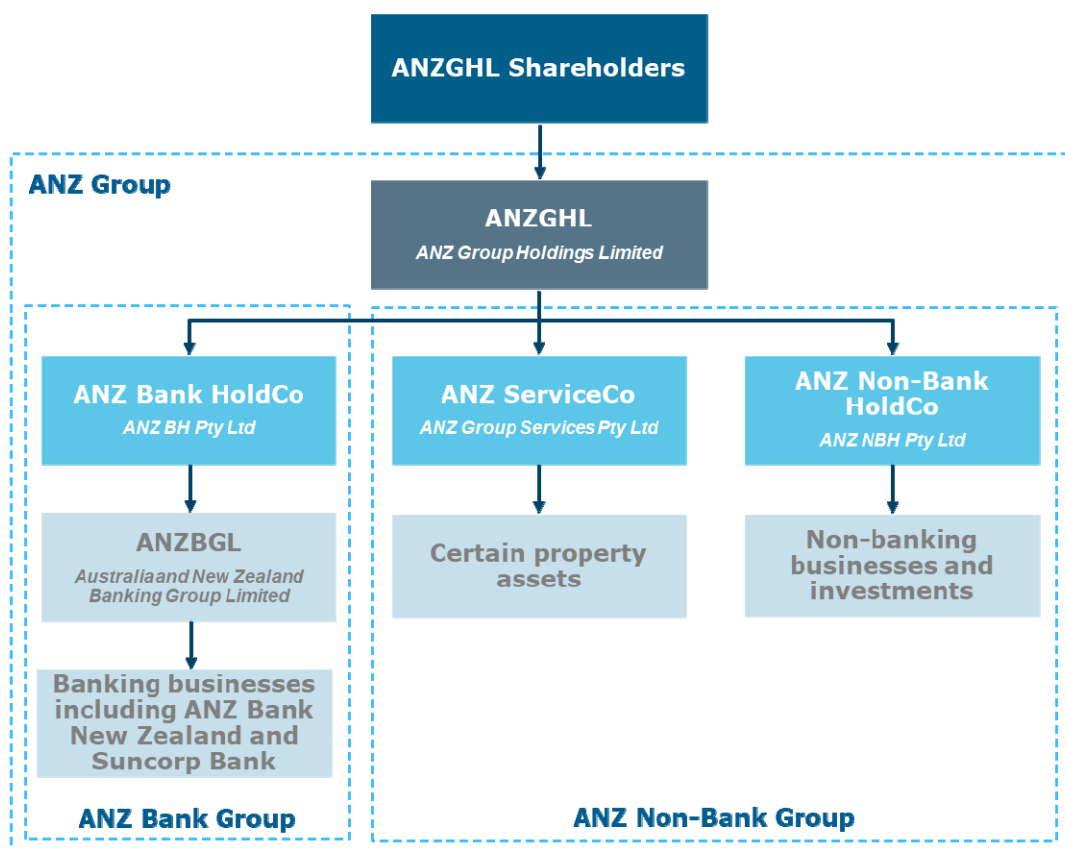 ANZGHL Shareholders
ANZ Group
ANZGHL
ANZ Group Holdings Limited
ANZ Bank HoldCo
ANZ BH Pty Ltd
ANZ ServiceCo
ANZ Group Services Pty Ltd
ANZ Non-Bank
HoldCo
ANZ NBH Pty Ltd
ANZBGL
Australia and New Zealand
Banking Group Limited
Certain property
assets
Non-banking
businesses and
investments
Banking businesses
including ANZ Bank
New Zealand and
Suncorp Bank
ANZ Bank Group
ANZ Non-Bank Group